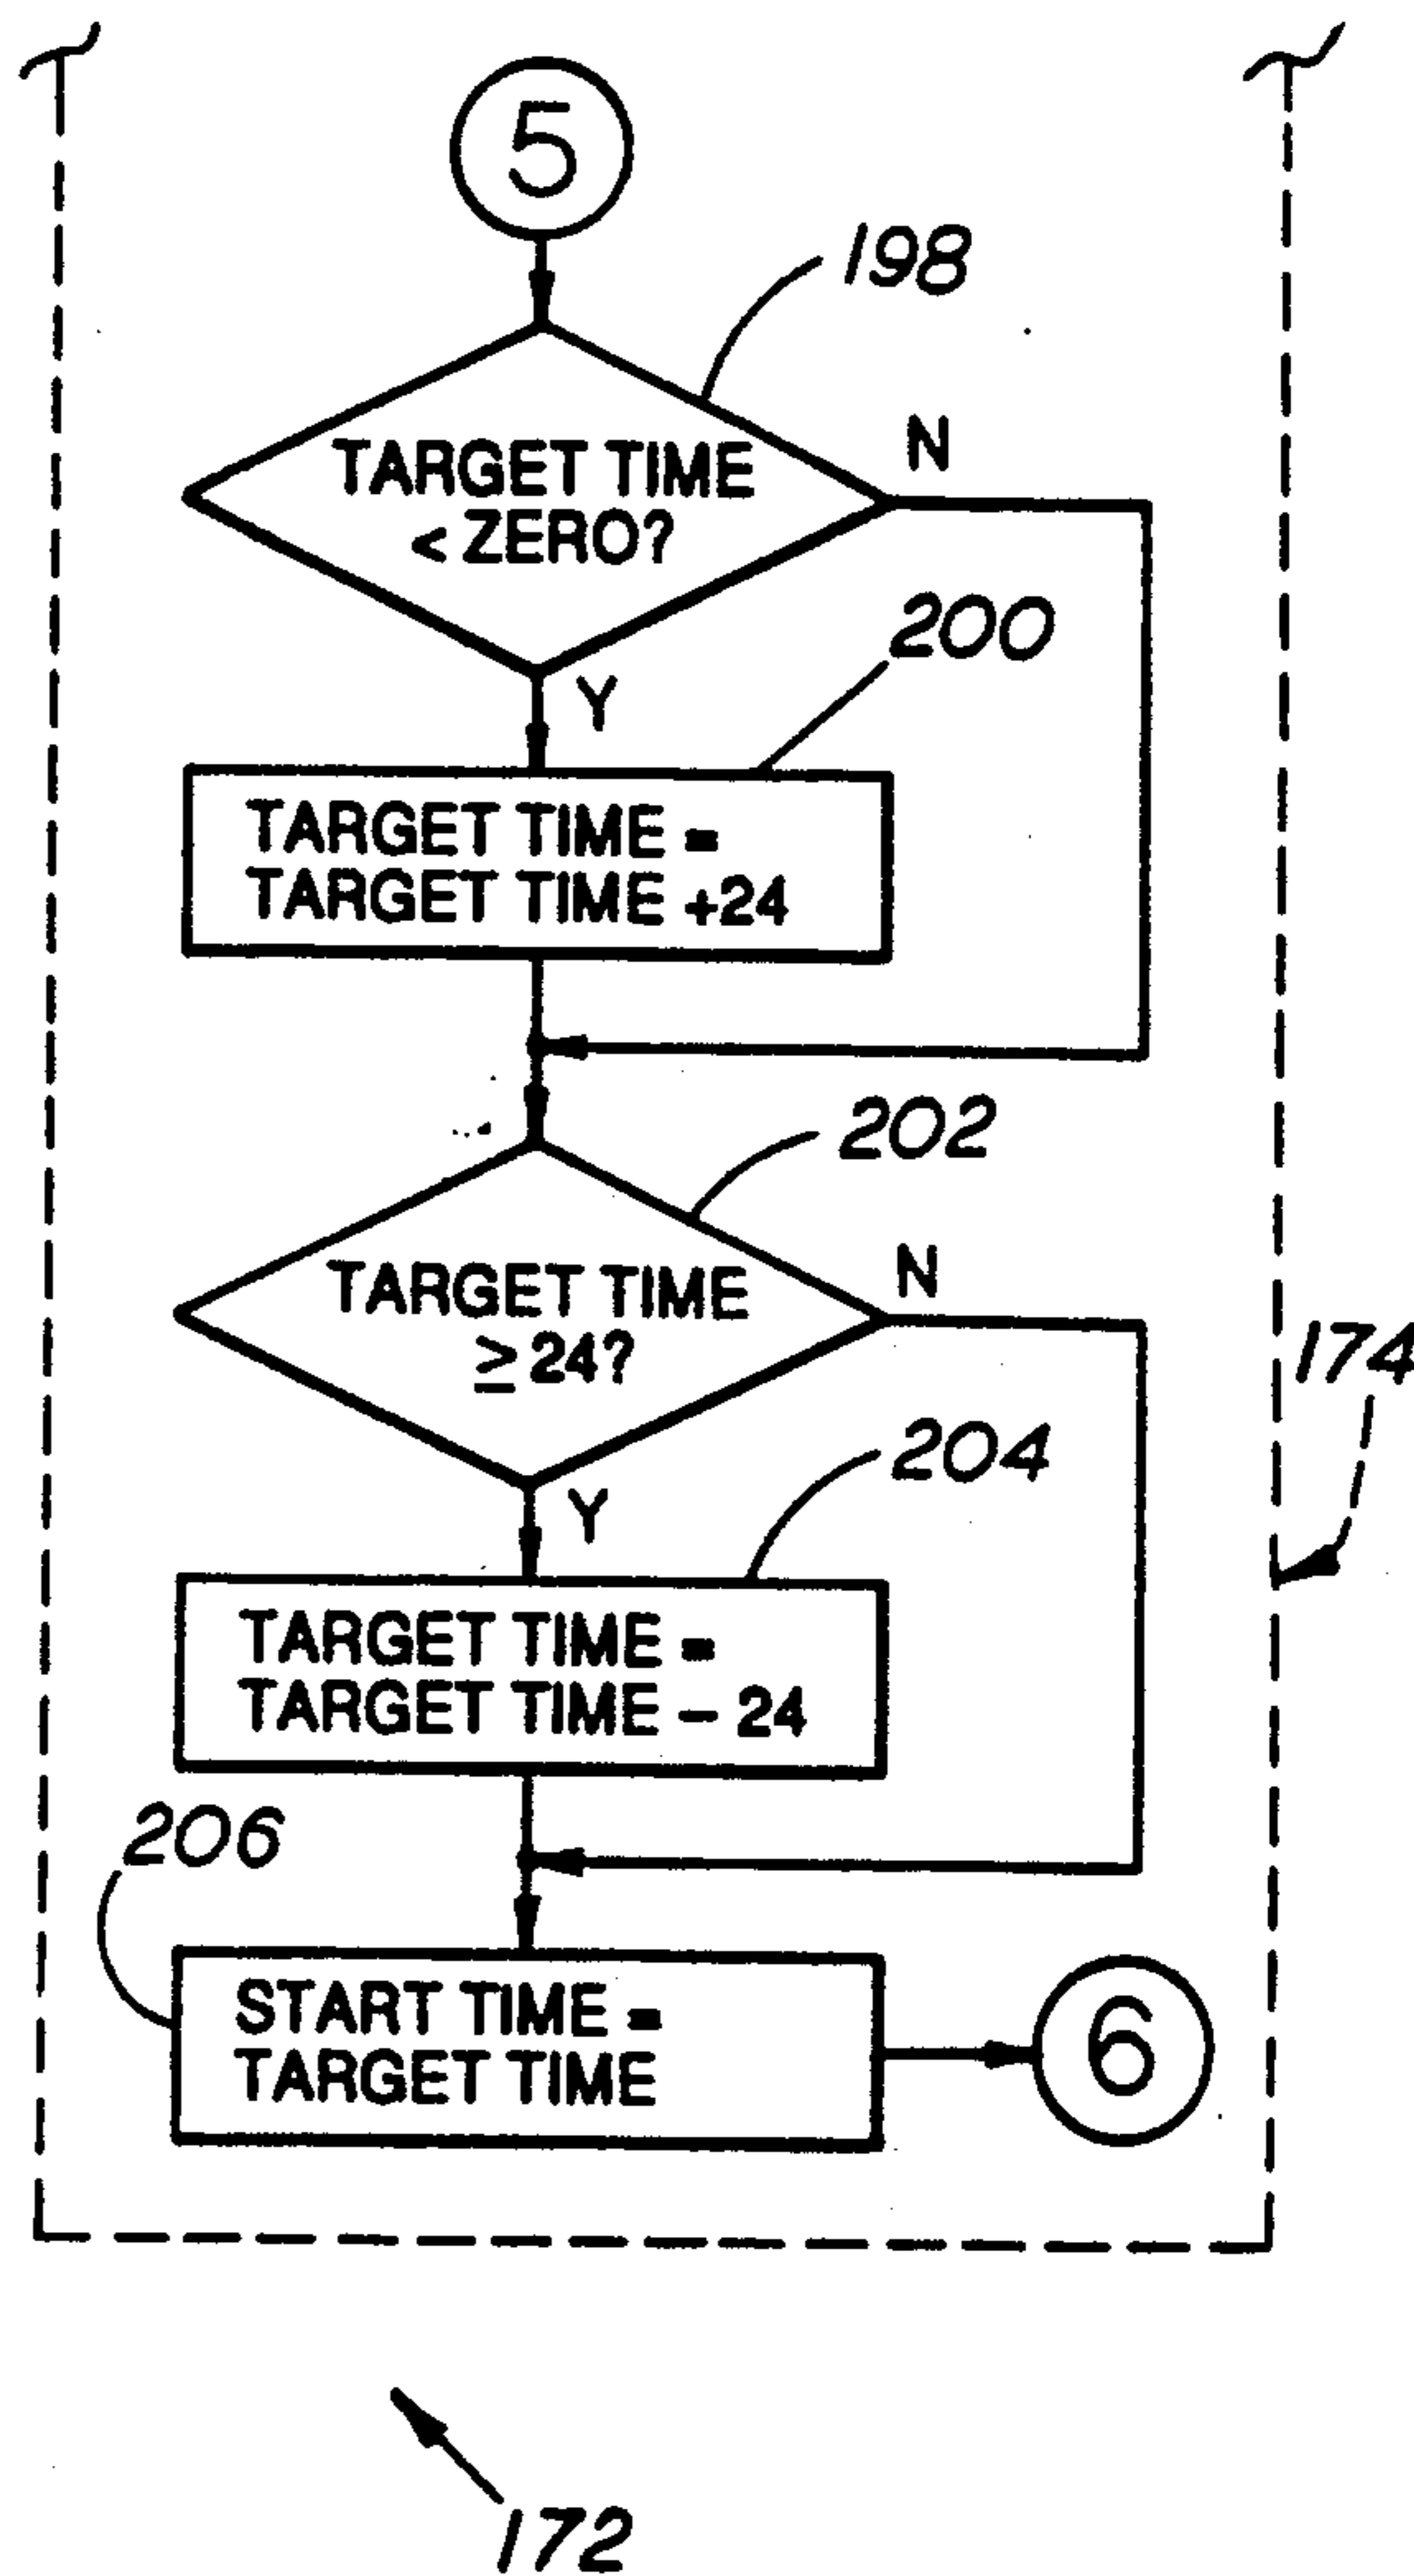 5
198
TARGET TIME
< ZERO?
N
Y
200
TARGET TIME =
TARGET TIME +24
202
TARGET TIME
≥ 24?
N
Y
174
204
TARGET TIME =
TARGET TIME – 24
206
START TIME =
TARGET TIME
6
172